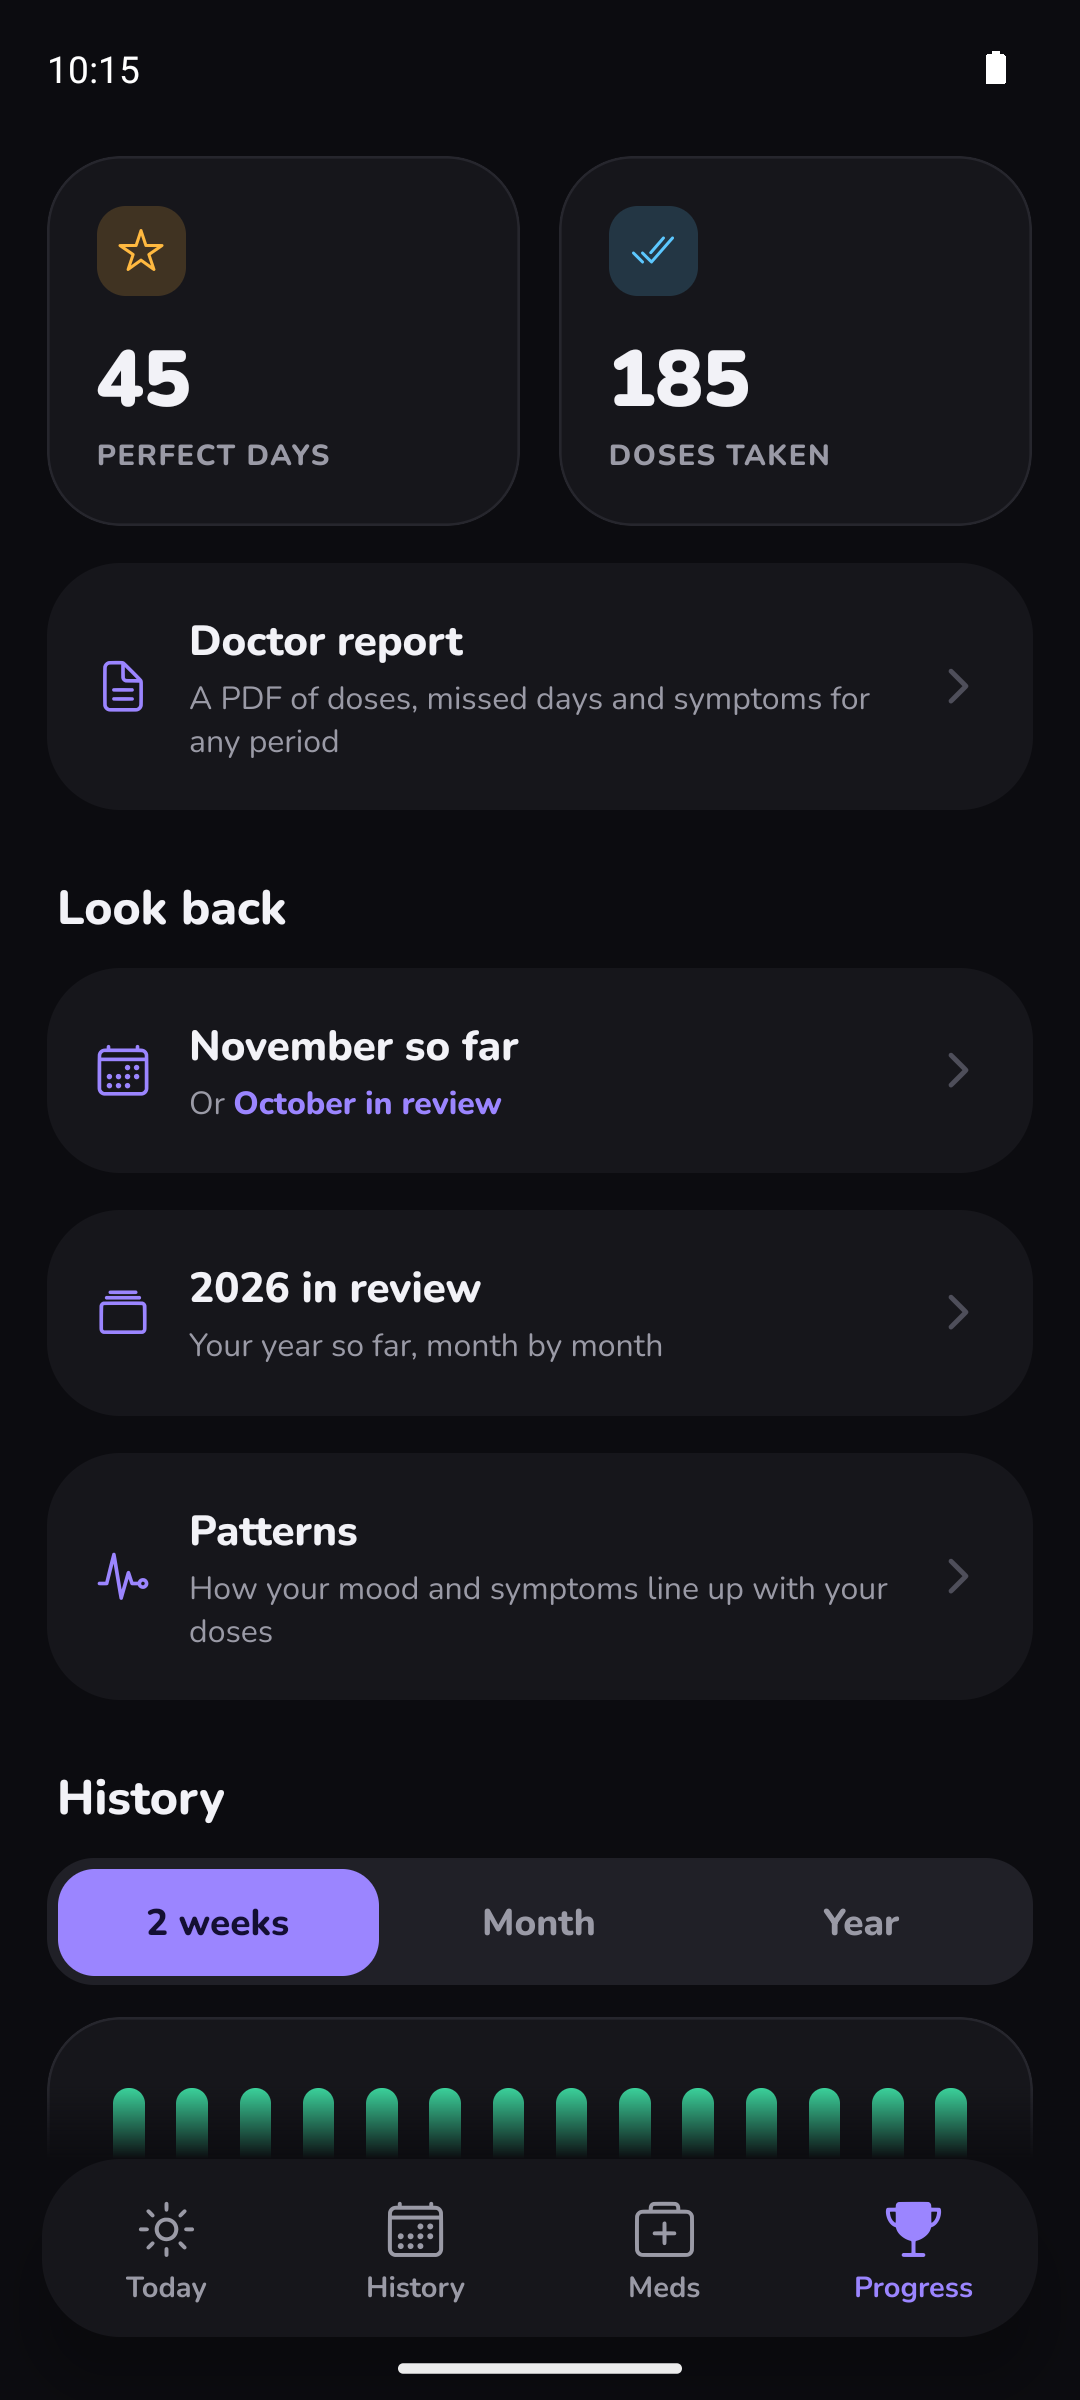 10:15
45
PERFECT DAYS
185
DOSES TAKEN
Doctor report
A PDF of doses, missed days and symptoms for
any period
Look back
November so far
Or October in review
2026 in review
Your year so far, month by month
Patterns
How your mood and symptoms line up with your
doses
History
2 weeks
Month
Year
Today
History
Meds
Progress